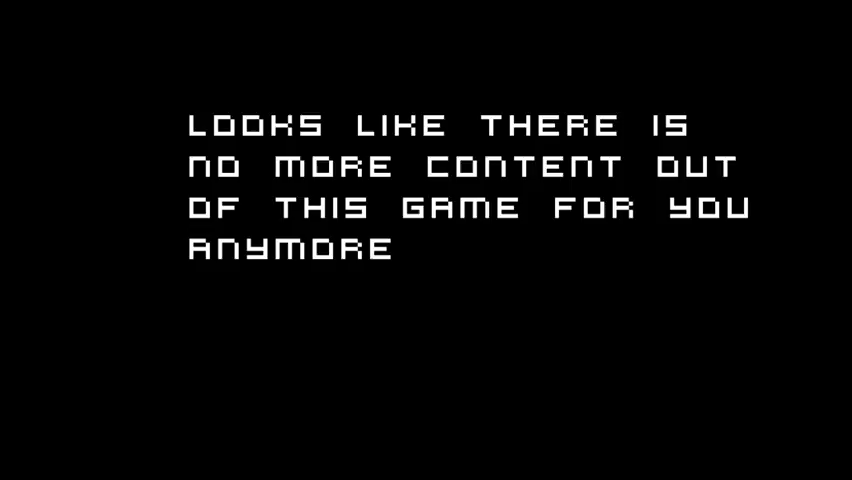 LOOKS LIKE THERE IS
NO MORE CONTENT OUT
OF THIS GAME FOR YOU
ANYMORE